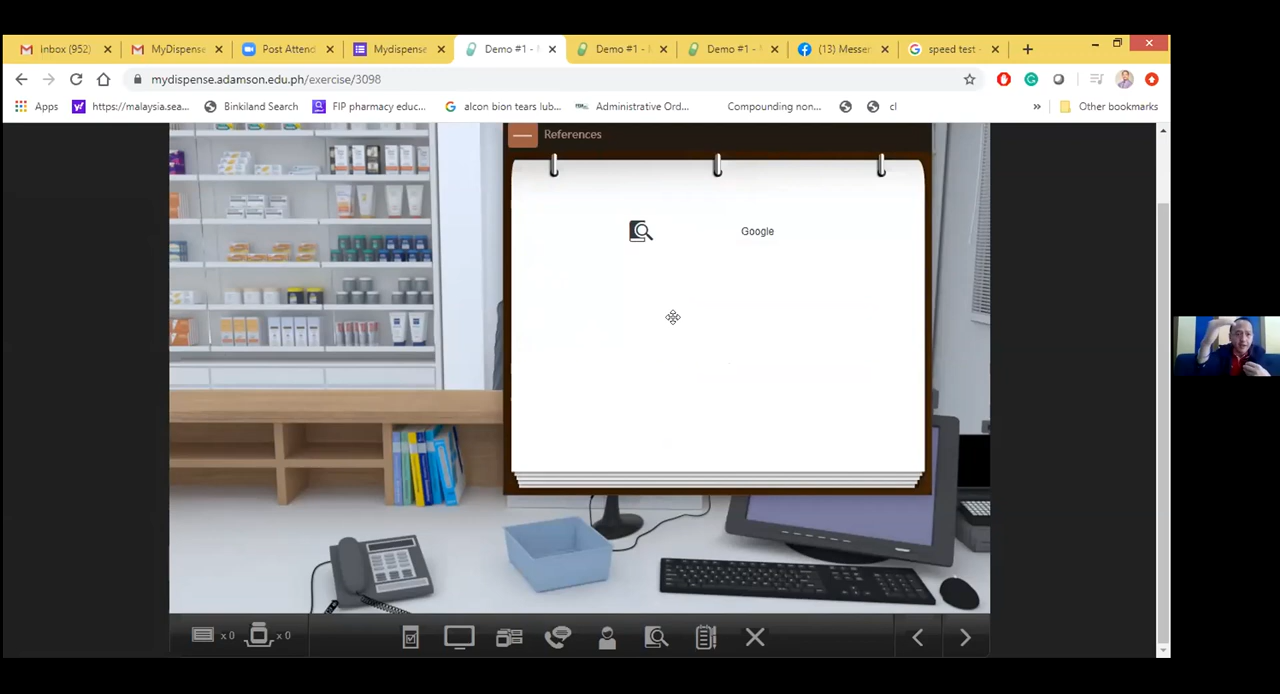 Inbox (952)
MyDispense
Post Attend
Mydispense
Demo #1 -
Demo #1 -
Demo #1 -
(13) Messer
speed test -
mydispense.adamson.edu.ph/exercise/3098
Apps
https://malaysia.sea...
Binkiland Search
FIP pharmacy educ...
alcon bion tears lub...
Administrative Ord...
Compounding non...
cl
»
Other bookmarks
References
Google
x 0
x 0